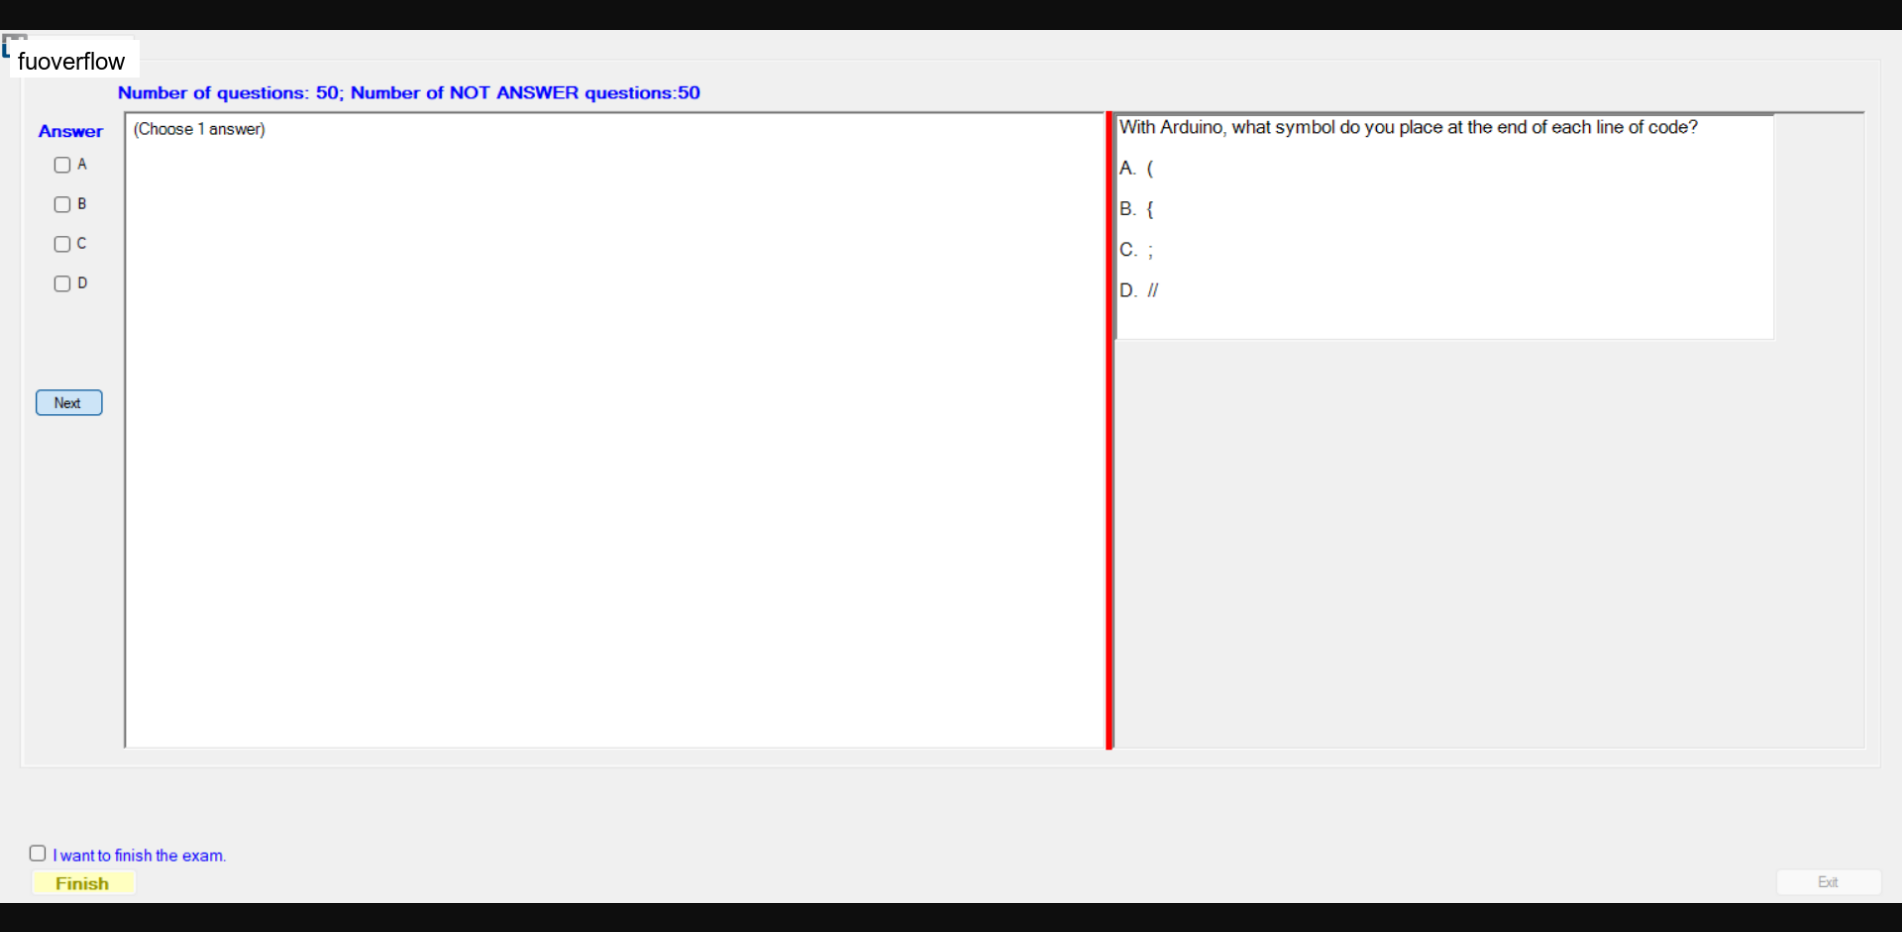 fuoverflow
Number of questions: 50; Number of NOT ANSWER questions:50
Answer
(Choose 1 answer)
A
B
C
D
Next
With Arduino, what symbol do you place at the end of each line of code?
A. (
B. {
C. ;
D. //
I want to finish the exam.
Finish
Exit